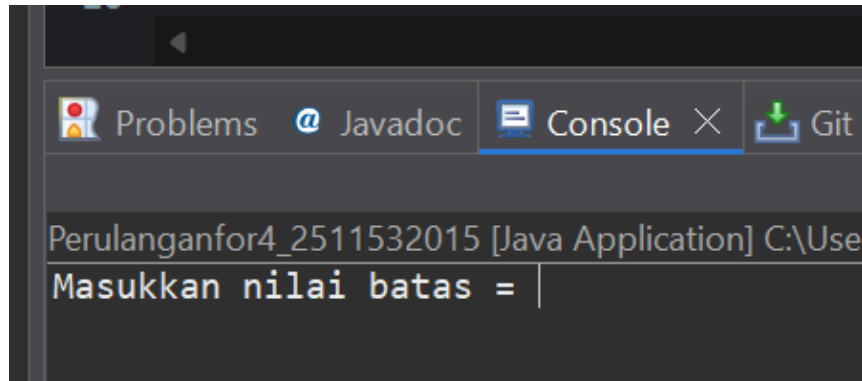 Problems @ Javadoc Console Git
Perulanganfor4_2511532015 [Java Application] C:\Use
Masukkan nilai batas =